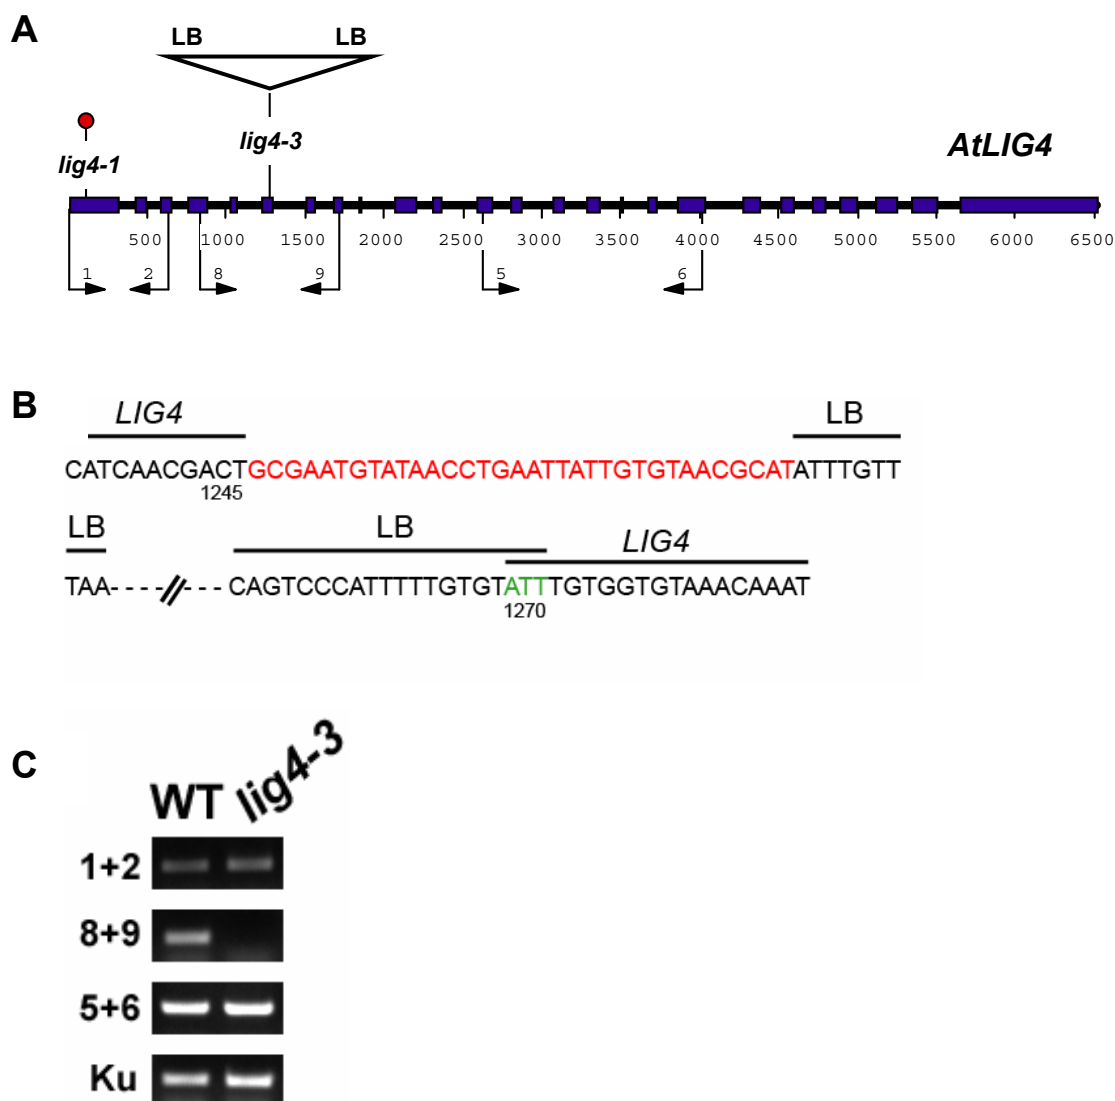 A
LB LB
lig4-1
lig4-3
AtLIG4
500 1000 1500 2000 2500 3000 3500 4000 4500 5000 5500 6000 6500
1 2 8 9 5 6
B
LIG4 LB
CATCAACGACTGCGAATGTATAACCTGAATTATTGTGTAACGCATATTTGTT
1245
LB LB LIG4
TAA----//---CAGTCCCATTTTTGTGTATTTGTGGTGTAAACAAAT
1270
C
WT lig4-3
1+2
8+9
5+6
Ku